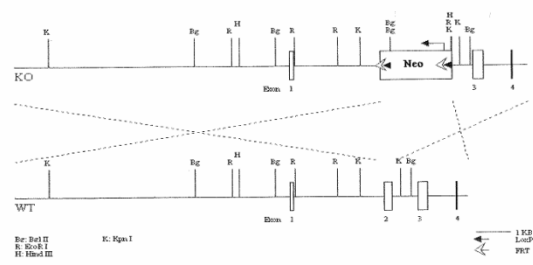 K Bg R H Bg R R K Bg Bg H R K K Bg
KO
Neo
Exon 1 3 4
K Bg R H Bg R R K K Bg
WT
Exon 1 2 3 4
Bg: Bgl II K: Kpn I
R: EcoR I
H: Hind III
1 KB
LoxP
FRT